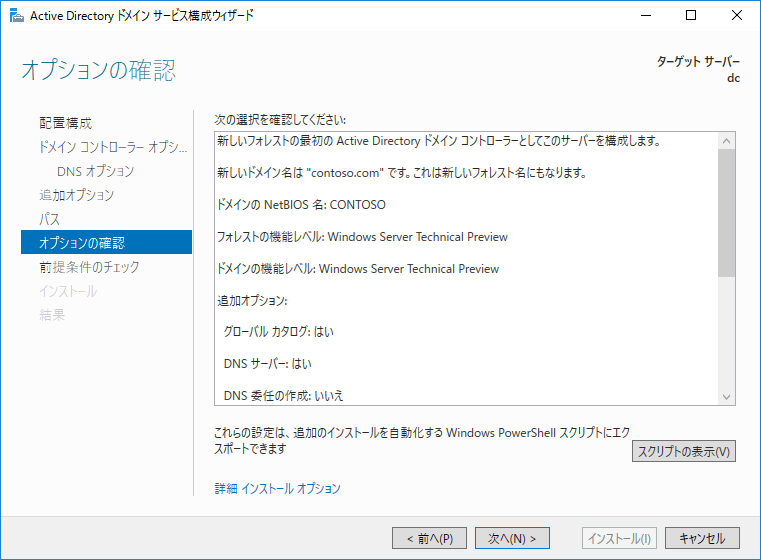 Active Directory ドメイン サービス構成ウィザード
オプションの確認
ターゲット サーバー
dc
配置構成
ドメイン コントローラー オプシ...
DNS オプション
追加オプション
パス
オプションの確認
前提条件のチェック
インストール
結果
次の選択を確認してください:
新しいフォレストの最初の Active Directory ドメイン コントローラーとしてこのサーバーを構成します。
新しいドメイン名は "contoso.com" です。これは新しいフォレスト名にもなります。
ドメインの NetBIOS 名: CONTOSO
フォレストの機能レベル: Windows Server Technical Preview
ドメインの機能レベル: Windows Server Technical Preview
追加オプション:
グローバル カタログ: はい
DNS サーバー: はい
DNS 委任の作成: いいえ
これらの設定は、追加のインストールを自動化する Windows PowerShell スクリプトにエク
スポートできます
スクリプトの表示(V)
詳細 インストール オプション
< 前へ(P)
次へ(N) >
インストール(I)
キャンセル